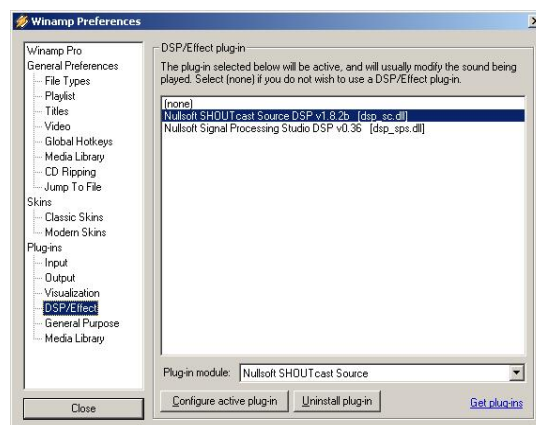 Winamp Preferences
Winamp Pro
General Preferences
File Types
Playlist
Titles
Video
Global Hotkeys
Media Library
CD Ripping
Jump To File
Skins
Classic Skins
Modern Skins
Plug-ins
Input
Output
Visualization
DSP/Effect
General Purpose
Media Library
Close
DSP/Effect plug-in
The plug-in selected below will be active, and will usually modify the sound being
played. Select (none) if you do not wish to use a DSP/Effect plug-in.
(none)
Nullsoft SHOUTcast Source DSP v1.8.2b [dsp_sc.dll]
Nullsoft Signal Processing Studio DSP v0.36 [dsp_sps.dll]
Plug-in module: Nullsoft SHOUTcast Source
Configure active plug-in Uninstall plug-in Get plug-ins